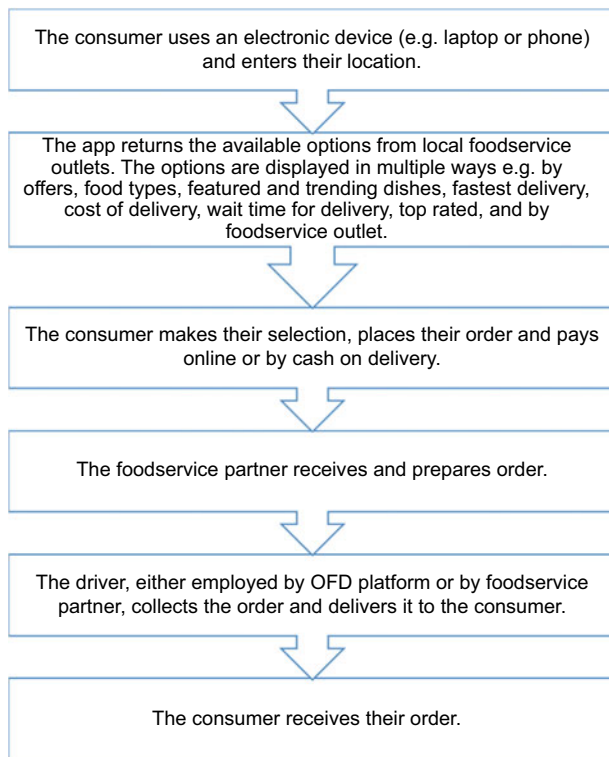 The consumer uses an electronic device (e.g. laptop or phone)
and enters their location.
The app returns the available options from local foodservice
outlets. The options are displayed in multiple ways e.g. by
offers, food types, featured and trending dishes, fastest delivery,
cost of delivery, wait time for delivery, top rated, and by
foodservice outlet.
The consumer makes their selection, places their order and pays
online or by cash on delivery.
The foodservice partner receives and prepares order.
The driver, either employed by OFD platform or by foodservice
partner, collects the order and delivers it to the consumer.
The consumer receives their order.